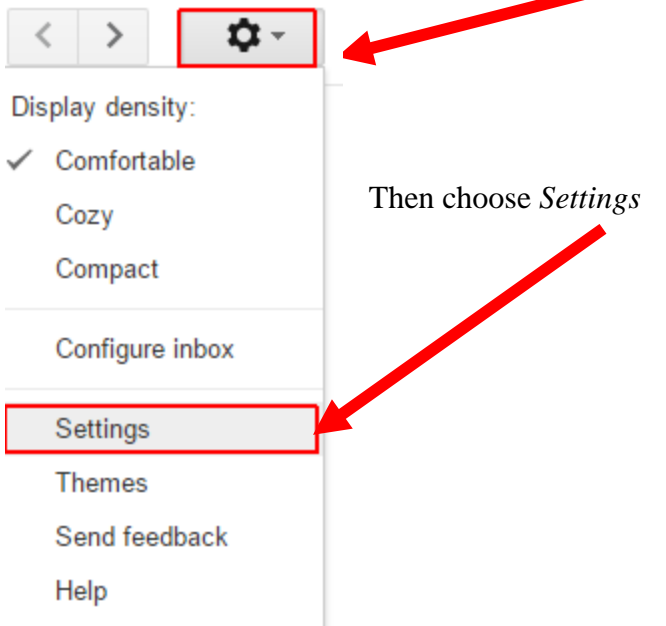 Display density:
Comfortable
Cozy
Compact
Then choose Settings
Configure inbox
Settings
Themes
Send feedback
Help